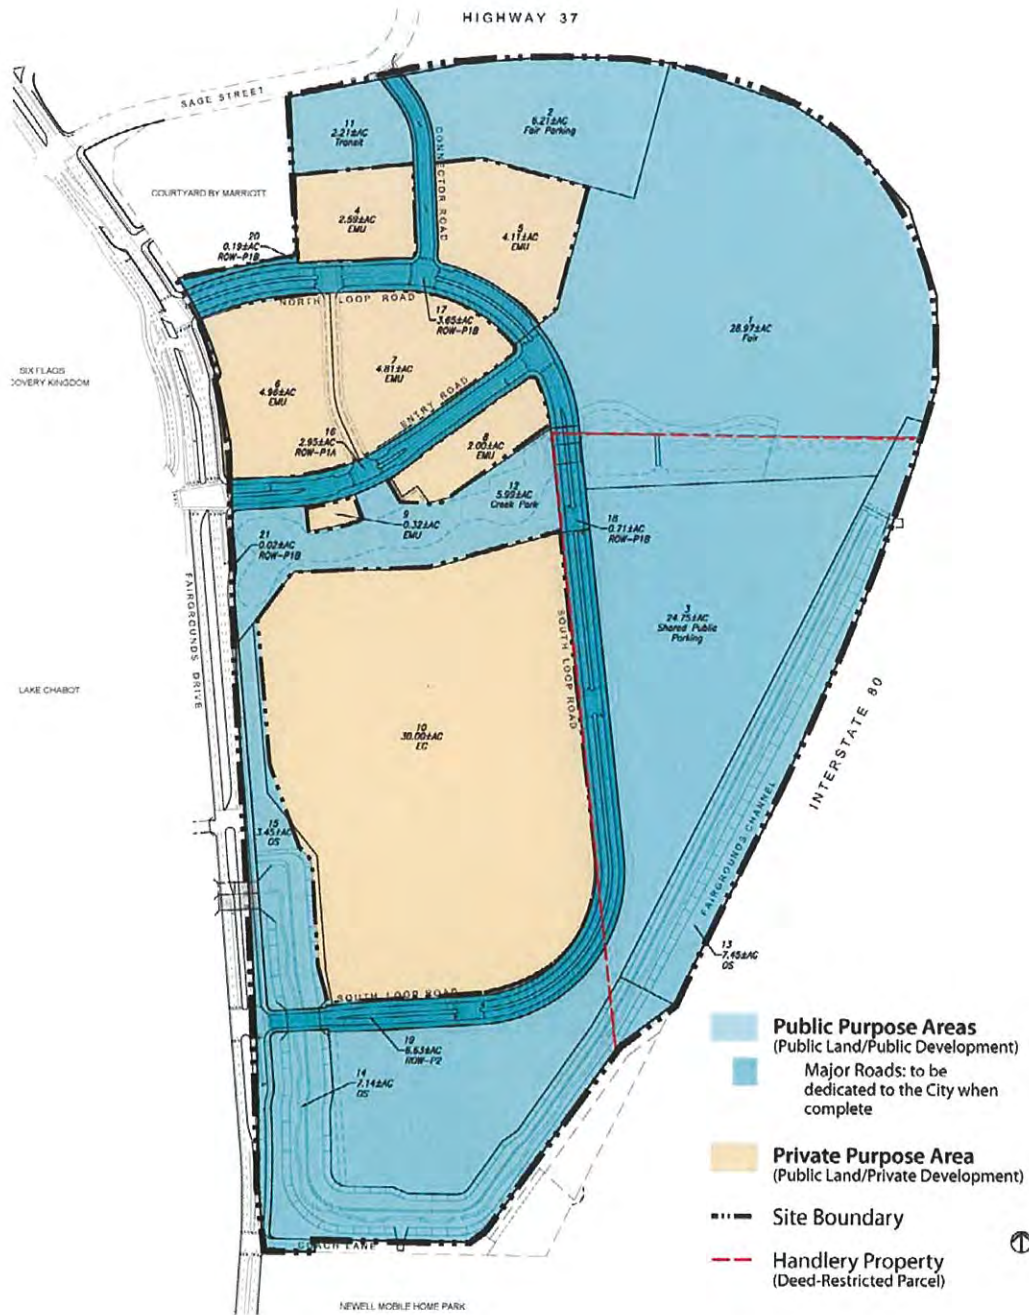 HIGHWAY 37
SAGE STREET
11
2.21±AC
Transit
2
6.21±AC
Fair Parking
CONNECTOR ROAD
COURTYARD BY MARRIOTT
4
2.59±AC
EMU
5
4.11±AC
EMU
20
0.19±AC
ROW-P1B
NORTH LOOP ROAD
17
3.65±AC
ROW-P1B
1
28.97±AC
Fair
SIX FLAGS
COVERY KINGDOM
6
4.96±AC
EMU
7
4.81±AC
EMU
ENTRY ROAD
16
2.95±AC
ROW-P1A
8
2.00±AC
EMU
12
5.99±AC
Creek Park
9
0.32±AC
EMU
18
0.71±AC
ROW-P1B
21
0.02±AC
ROW-P1B
FAIRGROUNDS DRIVE
SOUTH LOOP ROAD
3
24.75±AC
Shared Public
Parking
LAKE CHABOT
10
30.00±AC
EC
INTERSTATE 80
FAIRGROUNDS CHANNEL
15
3.45±AC
OS
13
7.45±AC
OS
SOUTH LOOP ROAD
19
6.63±AC
ROW-P2
14
7.14±AC
OS
COACH LANE
NEWELL MOBILE HOME PARK
Public Purpose Areas
(Public Land/Public Development)
Major Roads: to be
dedicated to the City when
complete
Private Purpose Area
(Public Land/Private Development)
Site Boundary
Handlery Property
(Deed-Restricted Parcel)